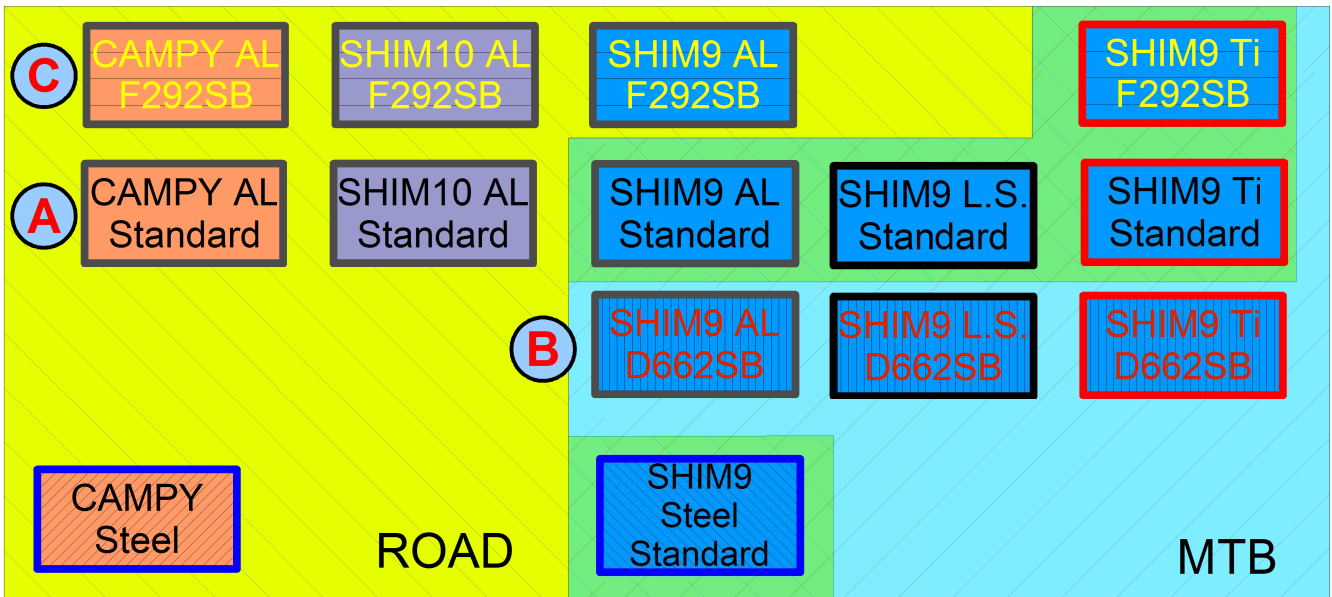 C
CAMPY AL
F292SB
SHIM10 AL
F292SB
SHIM9 AL
F292SB
SHIM9 Ti
F292SB
A
CAMPY AL
Standard
SHIM10 AL
Standard
SHIM9 AL
Standard
SHIM9 L.S.
Standard
SHIM9 Ti
Standard
B
SHIM9 AL
D662SB
SHIM9 L.S.
D662SB
SHIM9 Ti
D662SB
CAMPY
Steel
ROAD
SHIM9
Steel
Standard
MTB